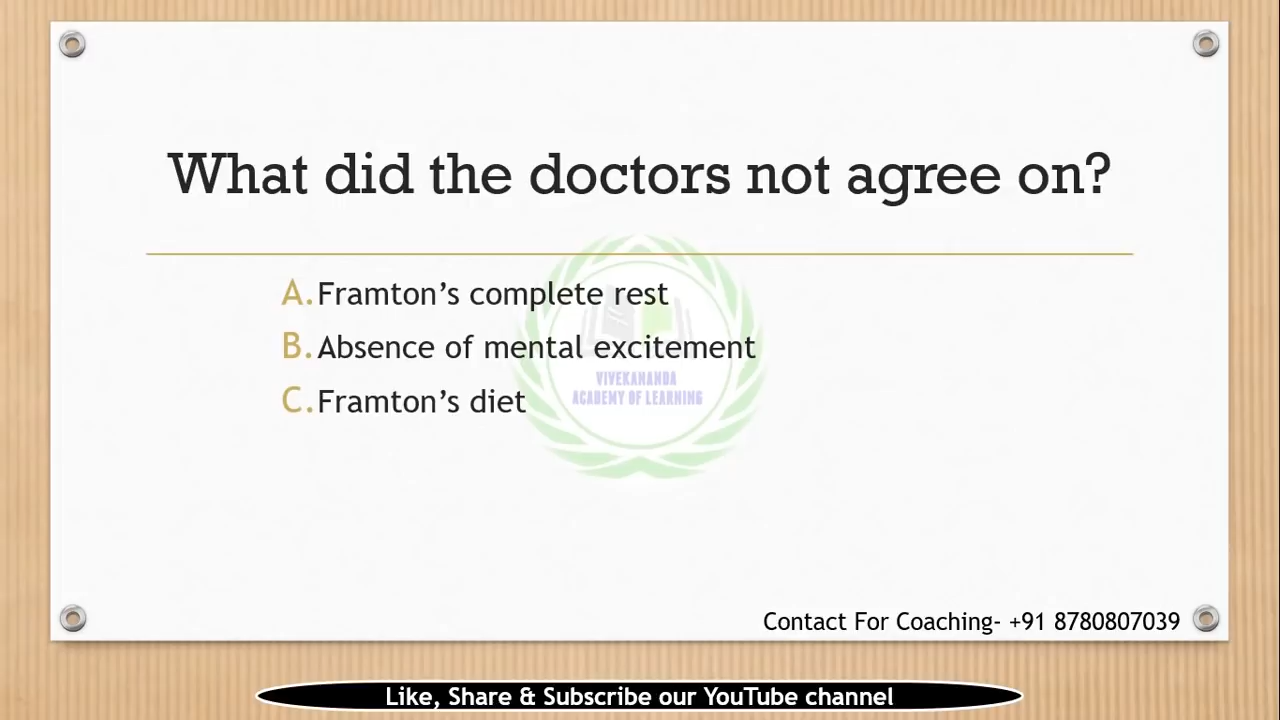 What did the doctors not agree on?
A. Framton’s complete rest
B. Absence of mental excitement
C. Framton’s diet
VIVEKANANDA
ACADEMY OF LEARNING
Contact For Coaching- +91 8780807039
Like, Share & Subscribe our YouTube channel